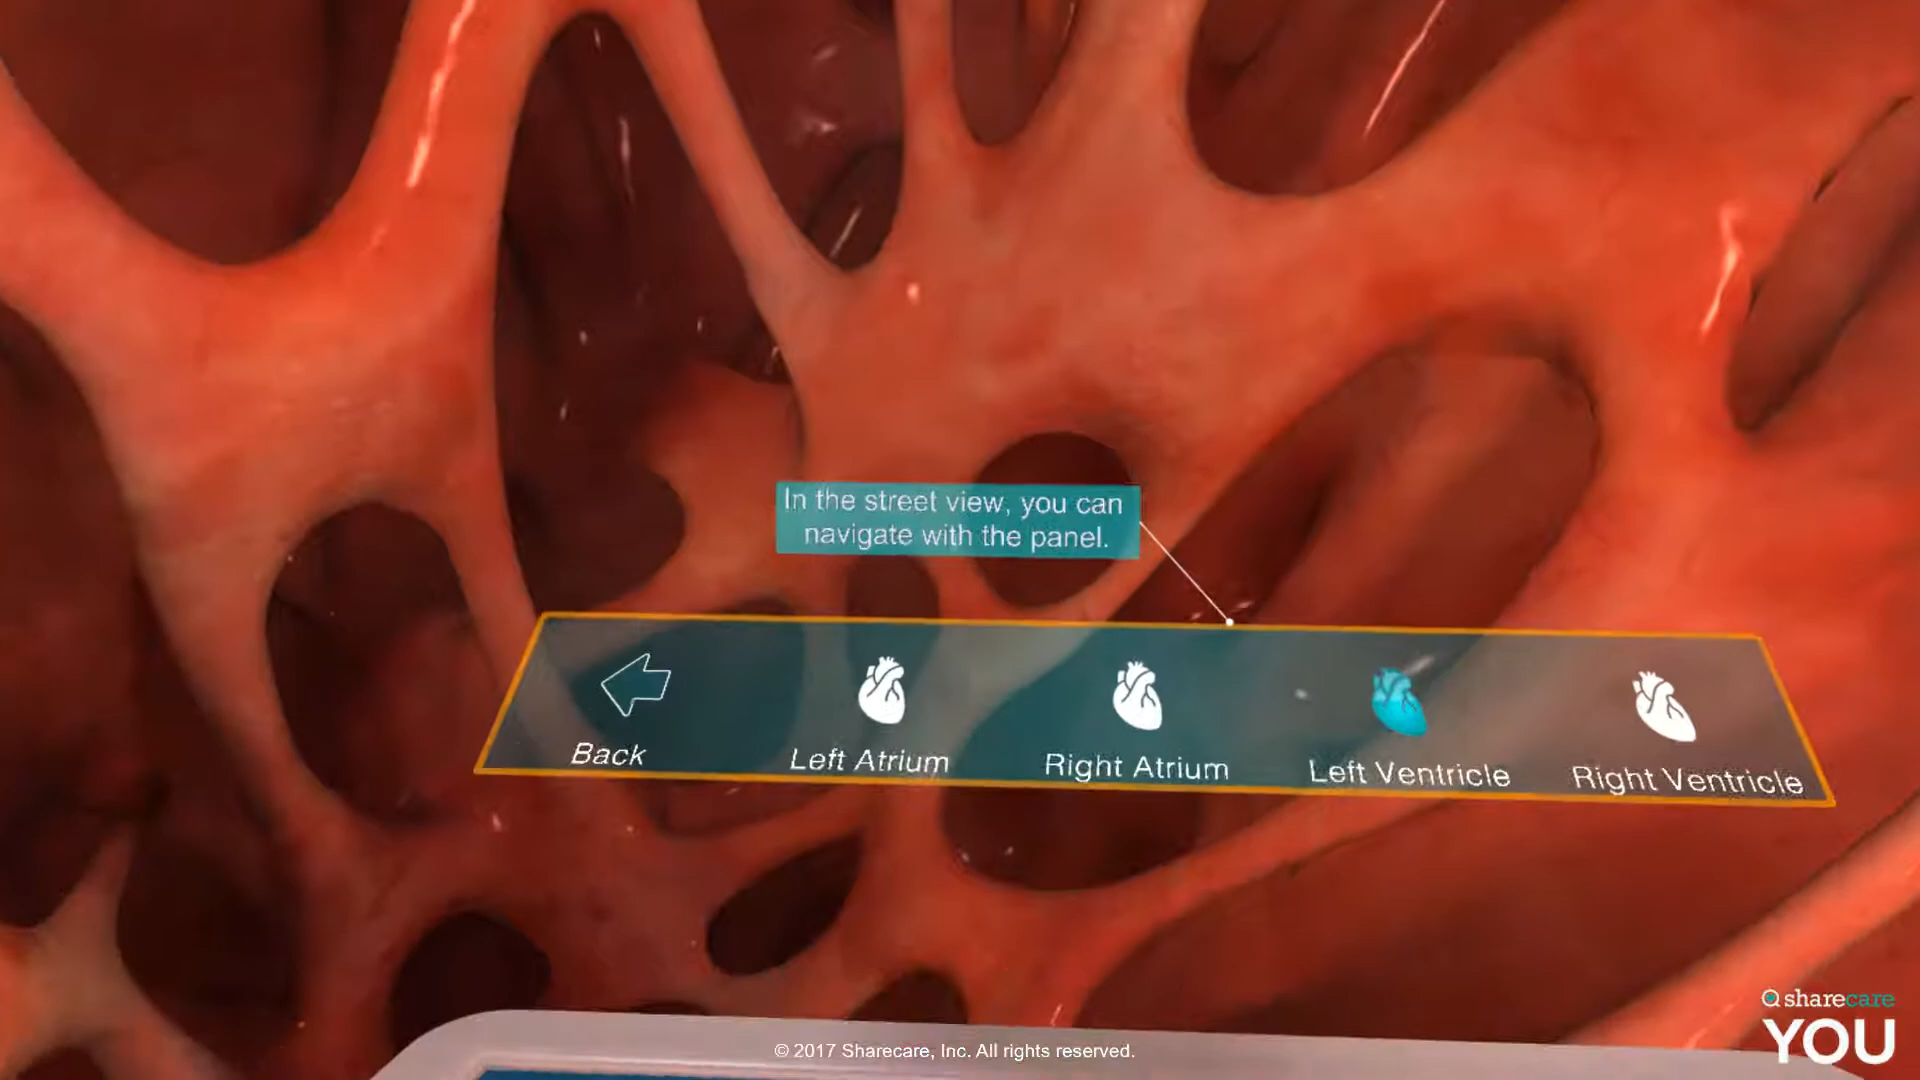 In the street view, you can
navigate with the panel.
Back
Left Atrium
Right Atrium
Left Ventricle
Right Ventricle
sharecare
YOU
© 2017 Sharecare, Inc. All rights reserved.